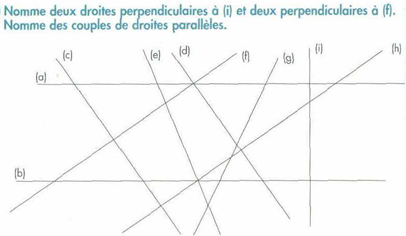 Nomme deux droites perpendiculaires à (i) et deux perpendiculaires à (f).
Nomme des couples de droites parallèles.
(c) (e) (d) (f) (g) (i) (h)
(a)
(b)